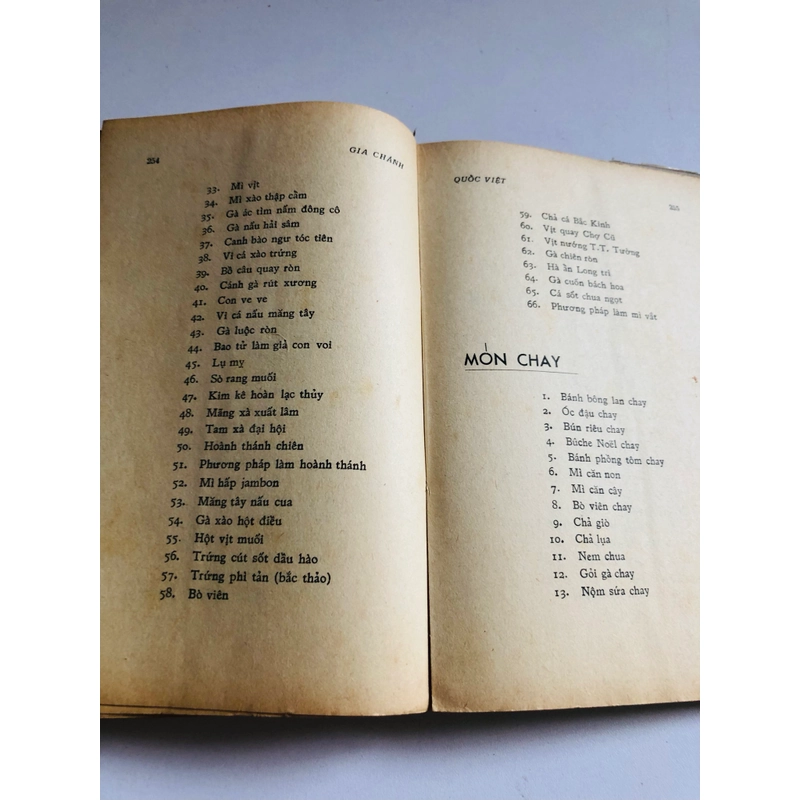 254
GIA CHÁNH
33. Mì vịt
34. Mì xào thập cẩm
35. Gà ác tim nấm đông cô
36. Gà nấu hải sâm
37. Canh bào ngư tóc tiên
38. Vi cá xào trứng
39. Bồ câu quay ròn
40. Cánh gà rút xương
41. Con ve ve
42. Vi cá nấu măng tây
43. Gà luộc ròn
44. Bao tử làm giả con voi
45. Lụ mỵ
46. Sò rang muối
47. Kim kê hoàn lạc thủy
48. Mãng xà xuất lâm
49. Tam xà đại hội
50. Hoành thánh chiên
51. Phương pháp làm hoành thánh
52. Mì hấp jambon
53. Măng tây nấu cua
54. Gà xào hột điều
55. Hột vịt muối
56. Trứng cút sốt dầu hào
57. Trứng phi tản (bắc thảo)
58. Bò viên
QUỐC VIỆT
255
59. Chả cá Bắc Kinh
60. Vịt quay Chợ Cũ
61. Vịt nướng T.T. Tường
62. Gà chiên ròn
63. Hà ẩn Long trì
64. Gà cuốn bách hoa
65. Cá sốt chua ngọt
66. Phương pháp làm mì vắt
MÓN CHAY
1. Bánh bông lan chay
2. Ốc đậu chay
3. Bún riêu chay
4. Bûche Noël chay
5. Bánh phồng tôm chay
6. Mì căn non
7. Mì căn cây
8. Bò viên chay
9. Chả giò
10. Chả lụa
11. Nem chua
12. Gỏi gà chay
13. Nộm sứa chay